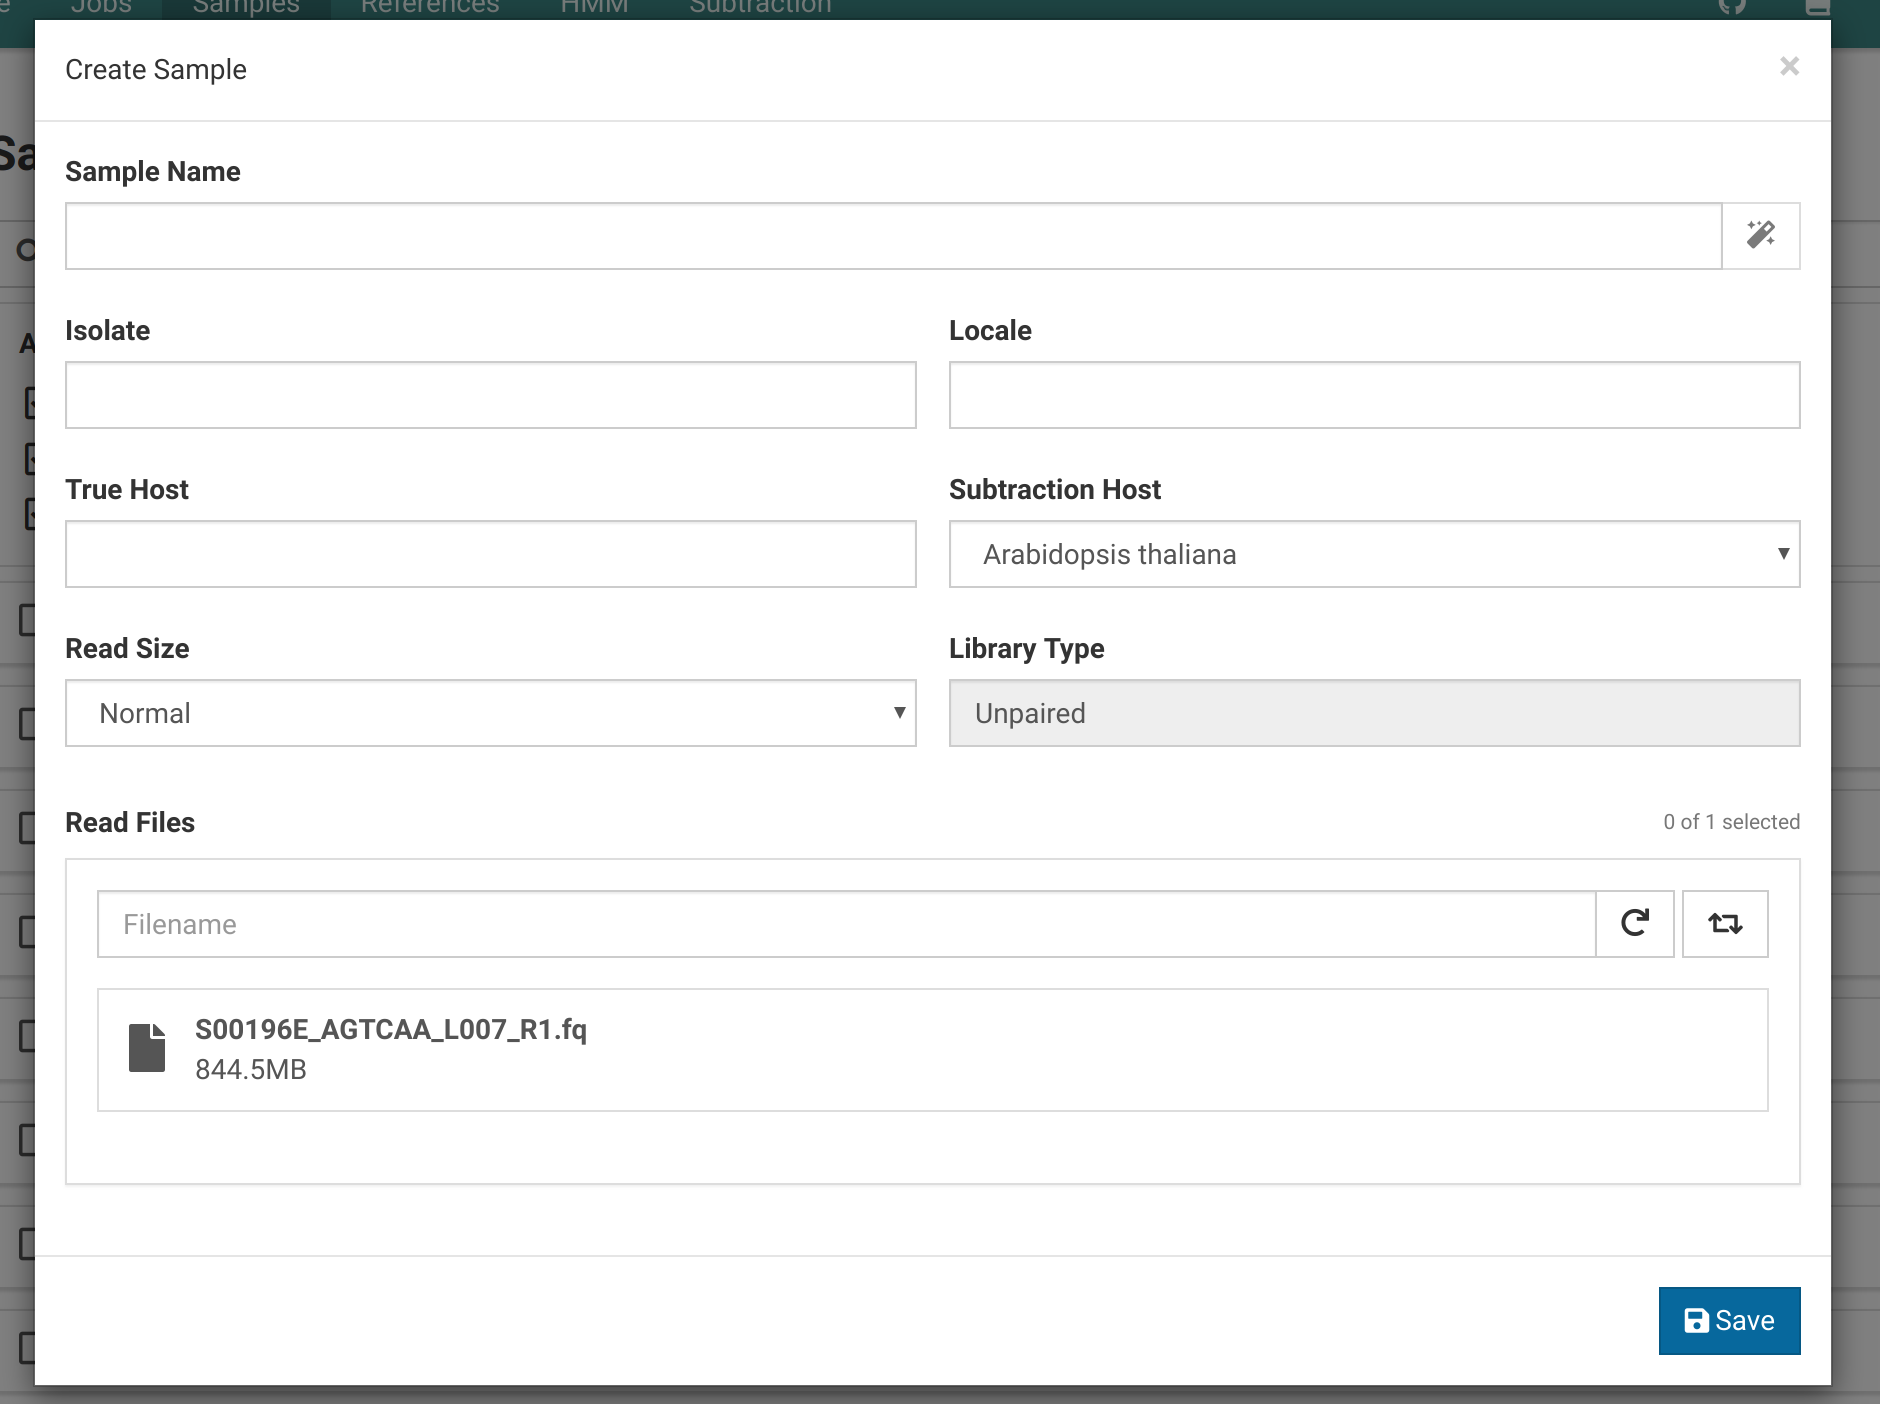 Jobs Samples References HMM Subtraction
Create Sample ×
Sa
Sample Name
Isolate Locale
A
True Host Subtraction Host
Arabidopsis thaliana
Read Size Library Type
Normal Unpaired
Read Files 0 of 1 selected
Filename
S00196E_AGTCAA_L007_R1.fq
844.5MB
Save